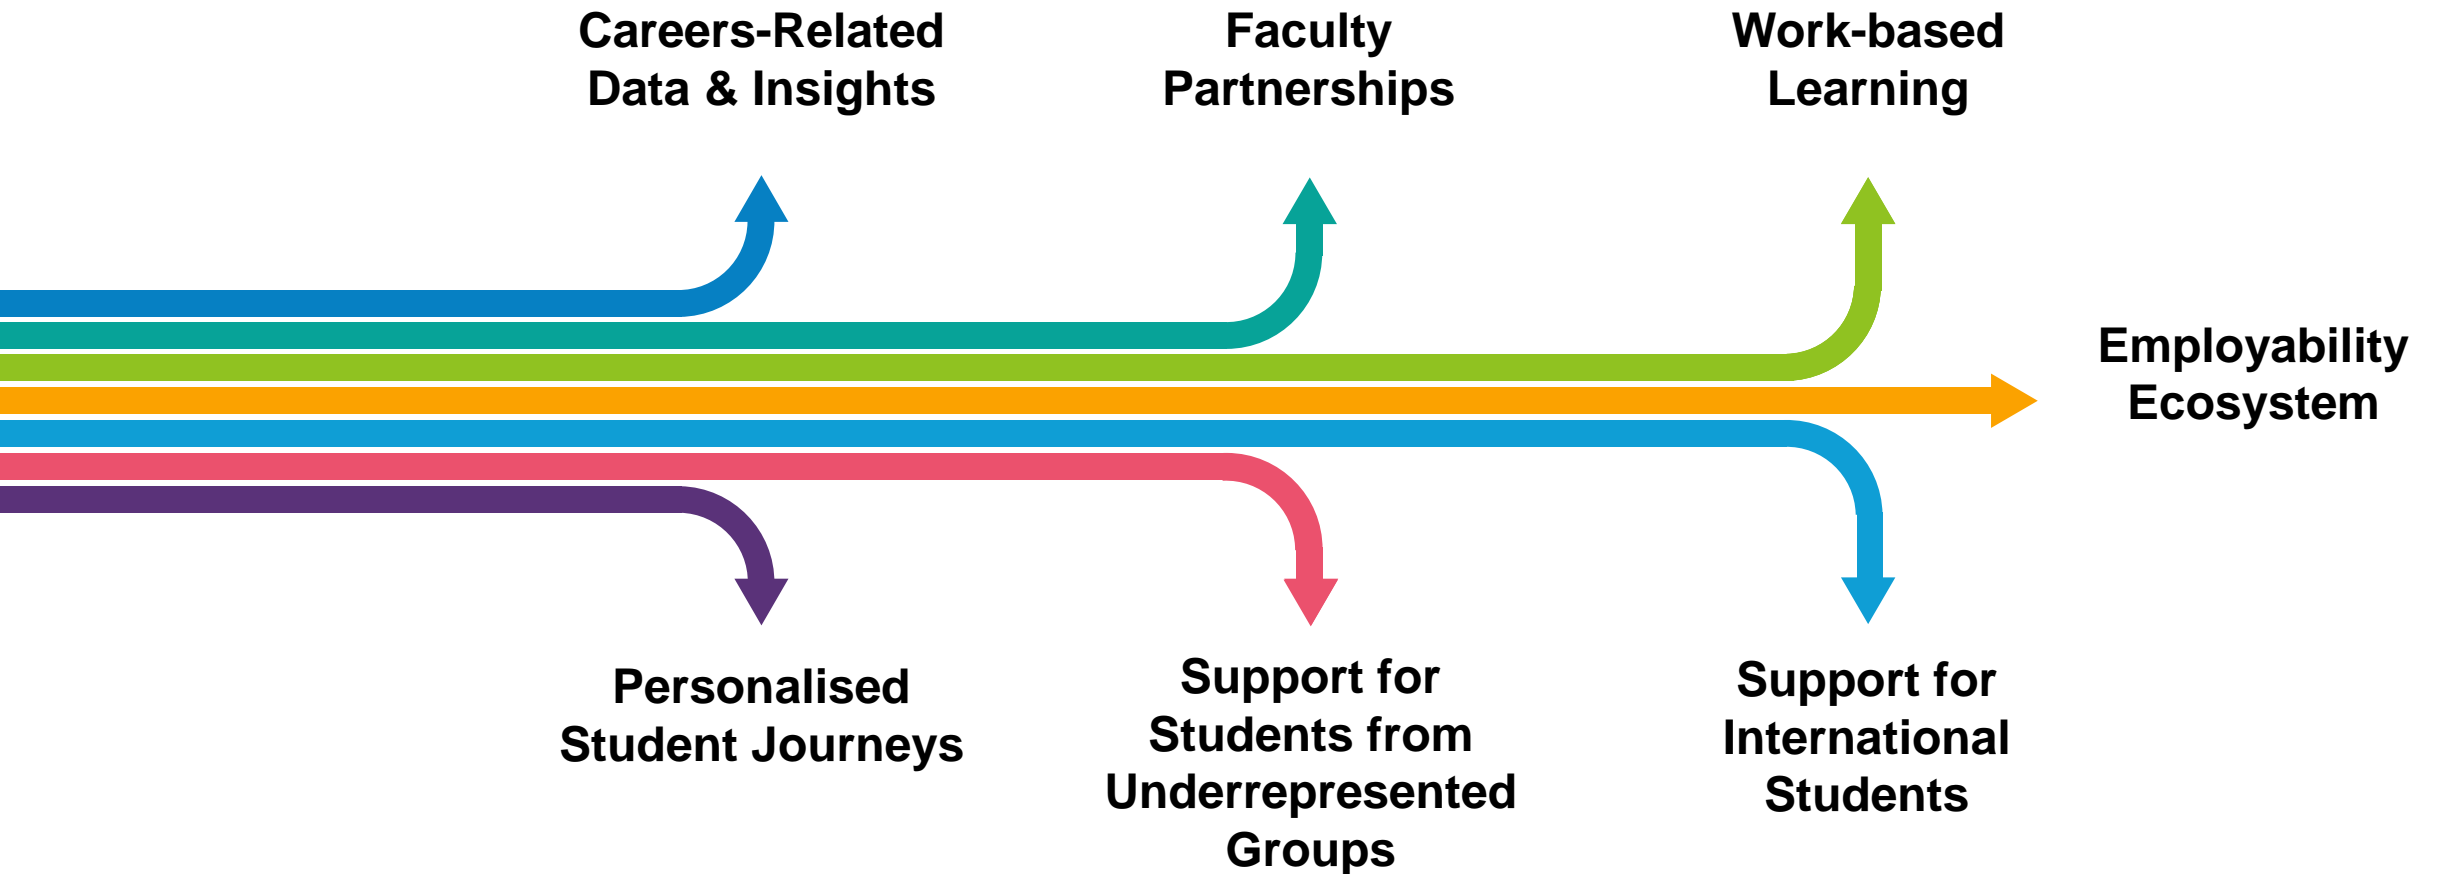 Careers-Related
Data & Insights
Faculty
Partnerships
Work-based
Learning
Employability
Ecosystem
Personalised
Student Journeys
Support for
Students from
Underrepresented
Groups
Support for
International
Students